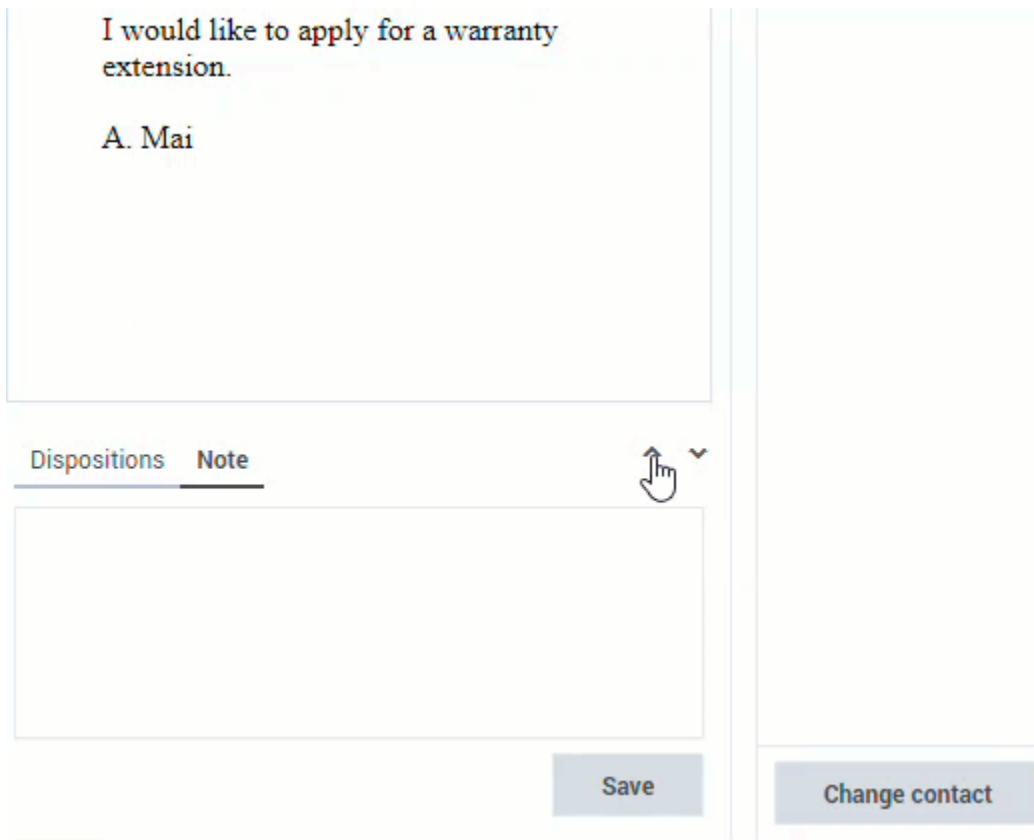 I would like to apply for a warranty
extension.
A. Mai
Dispositions Note
Save
Change contact